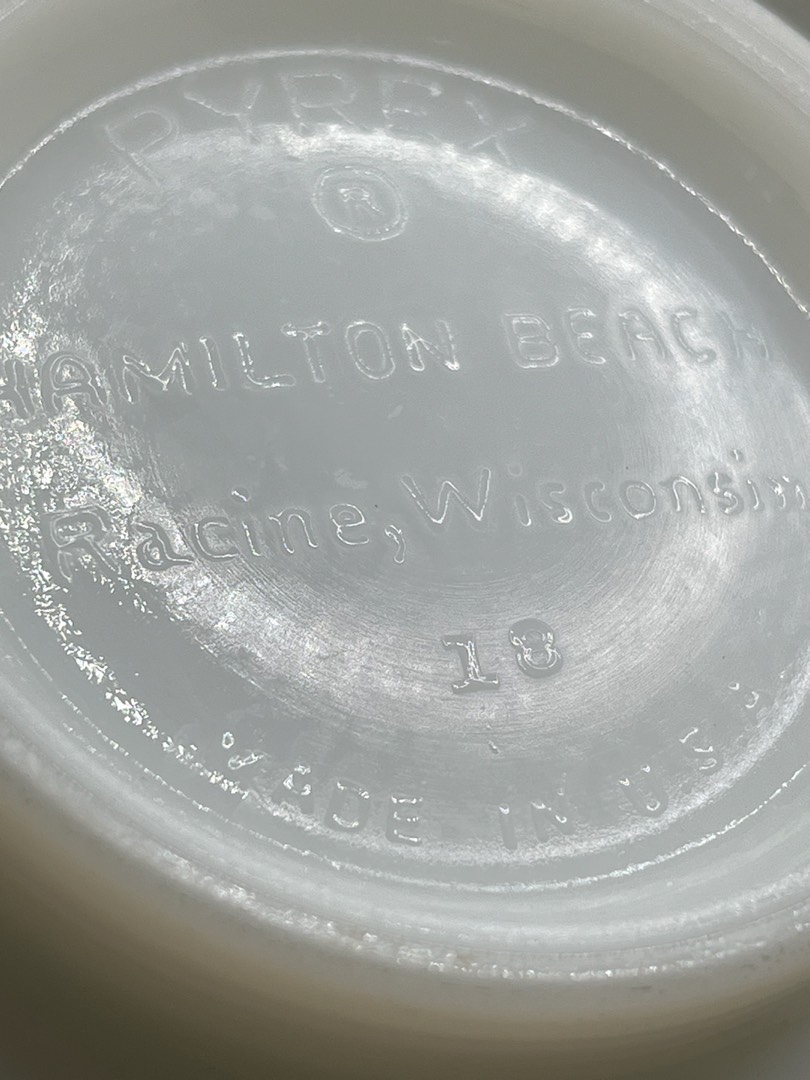 PYREX
®
HAMILTON BEACH
Racine, Wisconsin
18
MADE IN U.S.